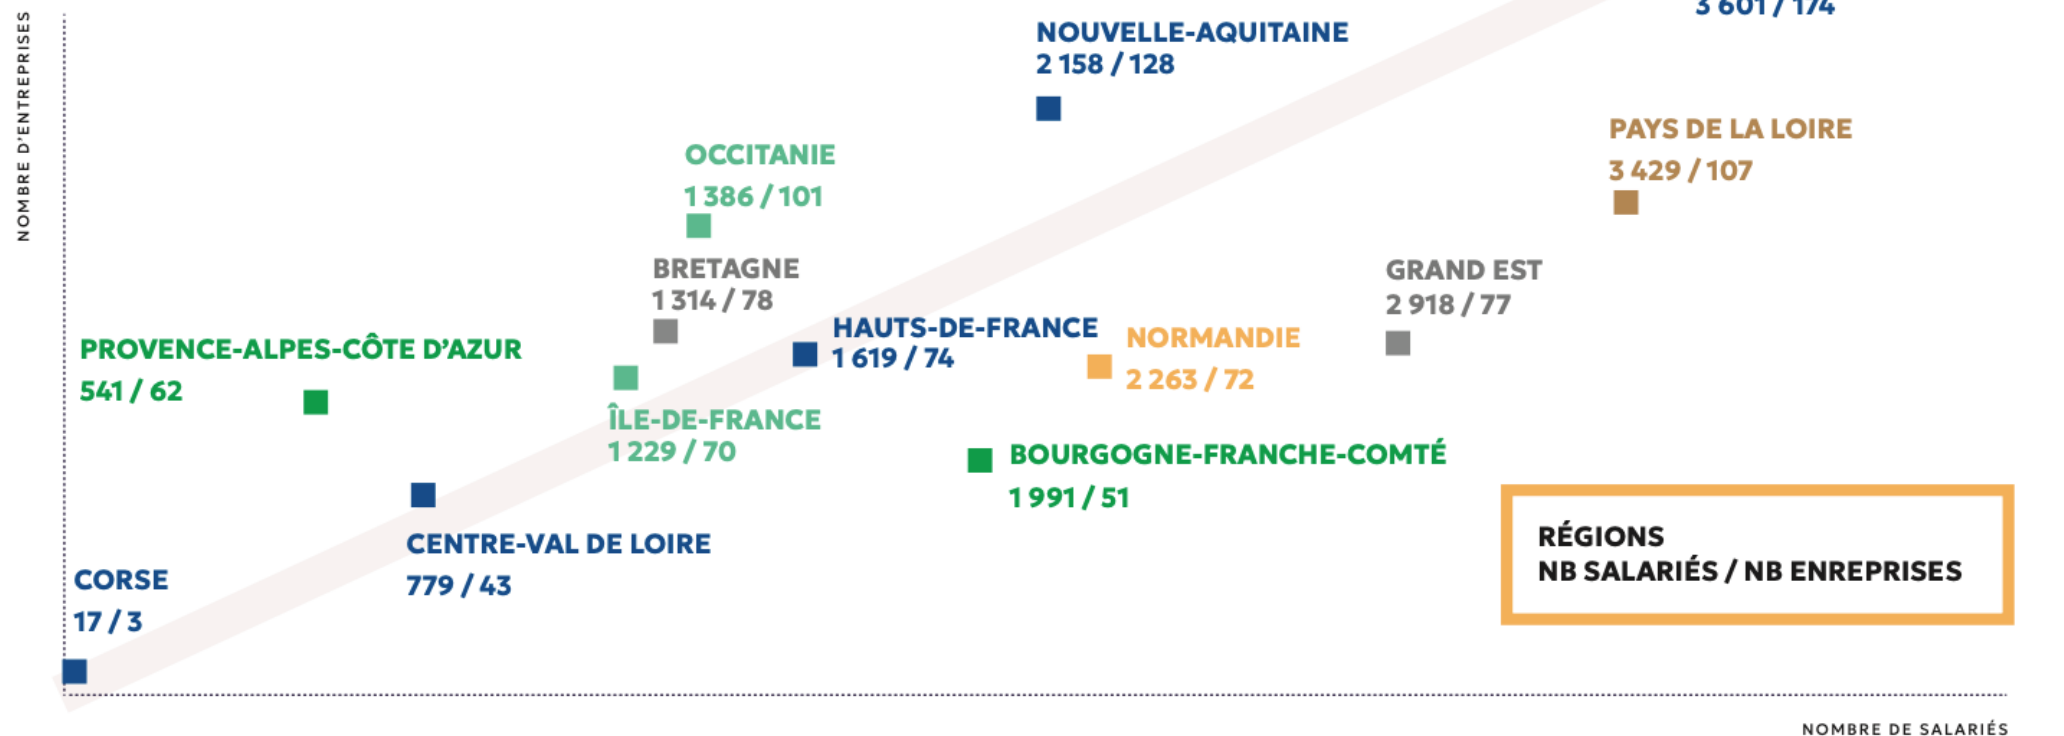 NOMBRE D'ENTREPRISES
3 601 / 174
NOUVELLE-AQUITAINE
2 158 / 128
PAYS DE LA LOIRE
3 429 / 107
OCCITANIE
1 386 / 101
BRETAGNE
1 314 / 78
GRAND EST
2 918 / 77
HAUTS-DE-FRANCE
1 619 / 74
NORMANDIE
2 263 / 72
PROVENCE-ALPES-CÔTE D’AZUR
541 / 62
ÎLE-DE-FRANCE
1 229 / 70
BOURGOGNE-FRANCHE-COMTÉ
1 991 / 51
CENTRE-VAL DE LOIRE
779 / 43
CORSE
17 / 3
RÉGIONS
NB SALARIÉS / NB ENREPRISES
NOMBRE DE SALARIÉS